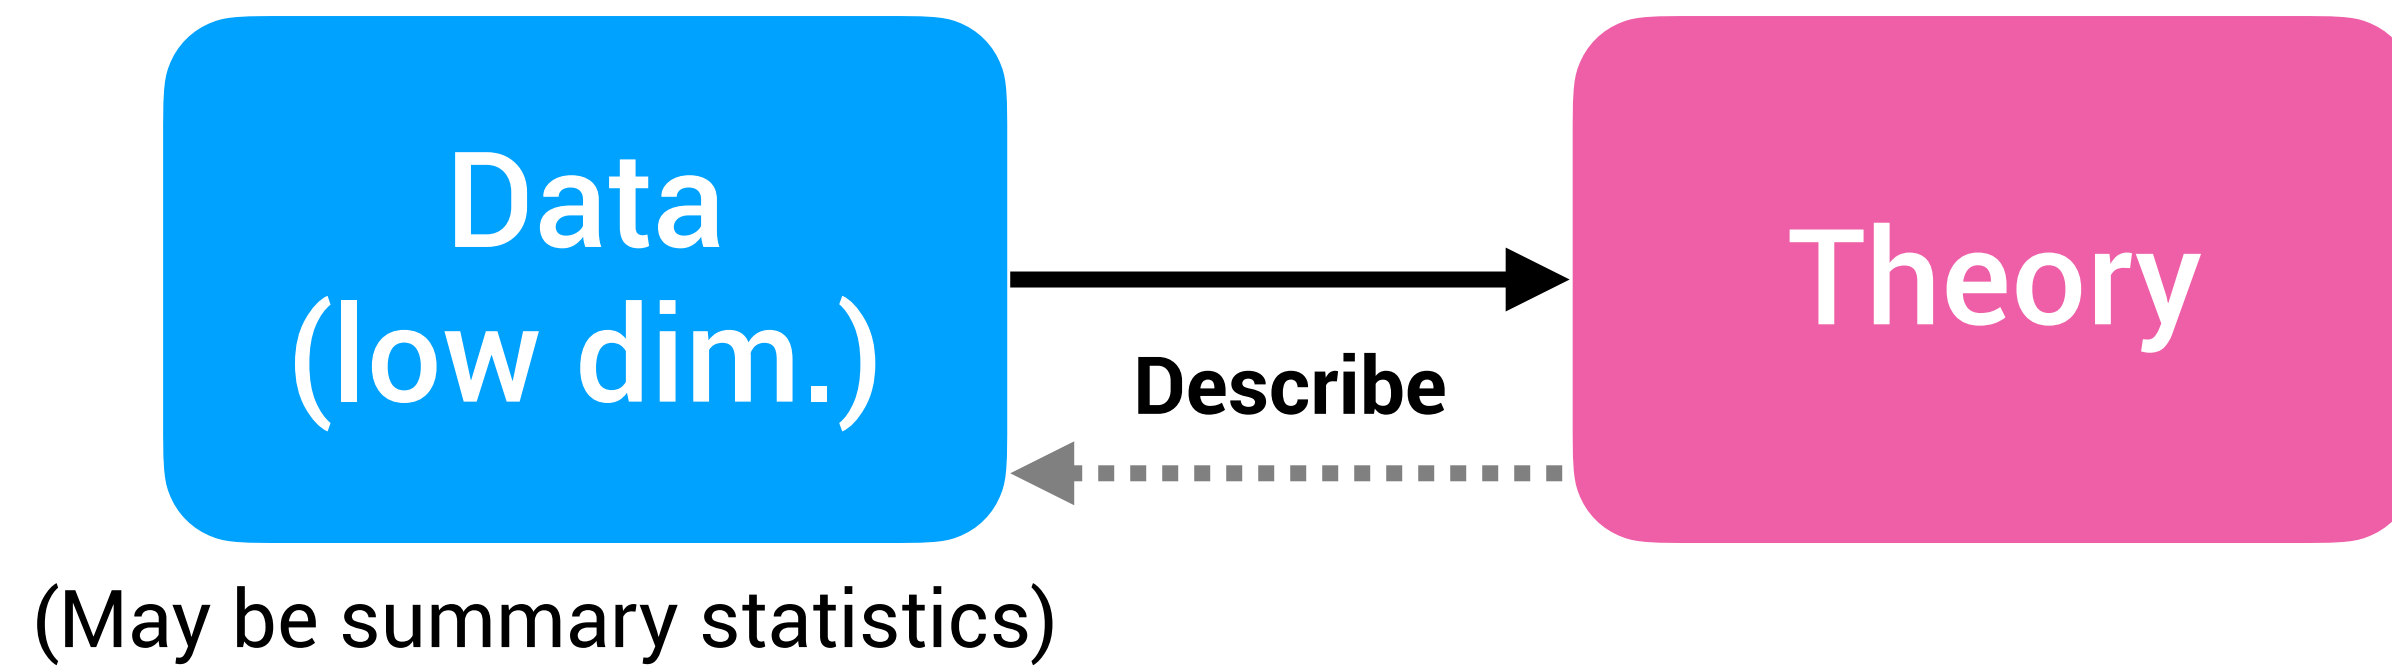 Data
(low dim.)
Theory
Describe
(May be summary statistics)